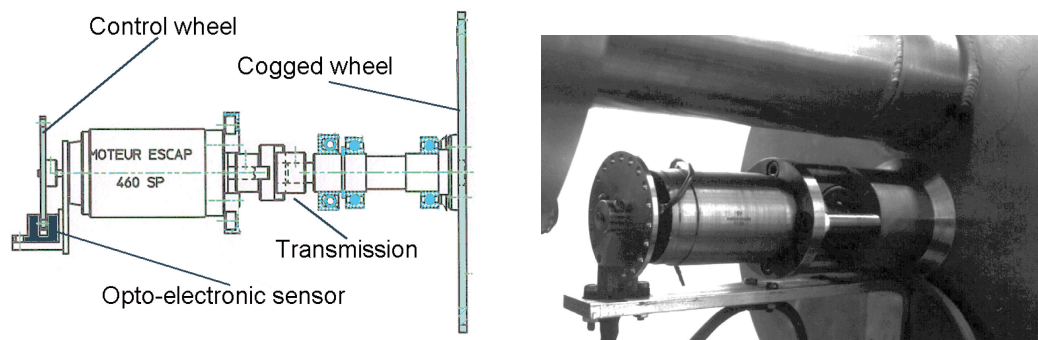 Control wheel
Cogged wheel
MOTEUR ESCAP
460 SP
Transmission
Opto-electronic sensor